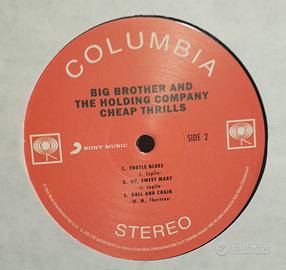 COLUMBIA
BIG BROTHER AND
THE HOLDING COMPANY
CHEAP THRILLS
SONY MUSIC
SIDE 2
1. TURTLE BLUES
-J. Joplin-
2. OH, SWEET MARY
-J. Joplin-
3. BALL AND CHAIN
-W. M. Thornton-
STEREO
subito